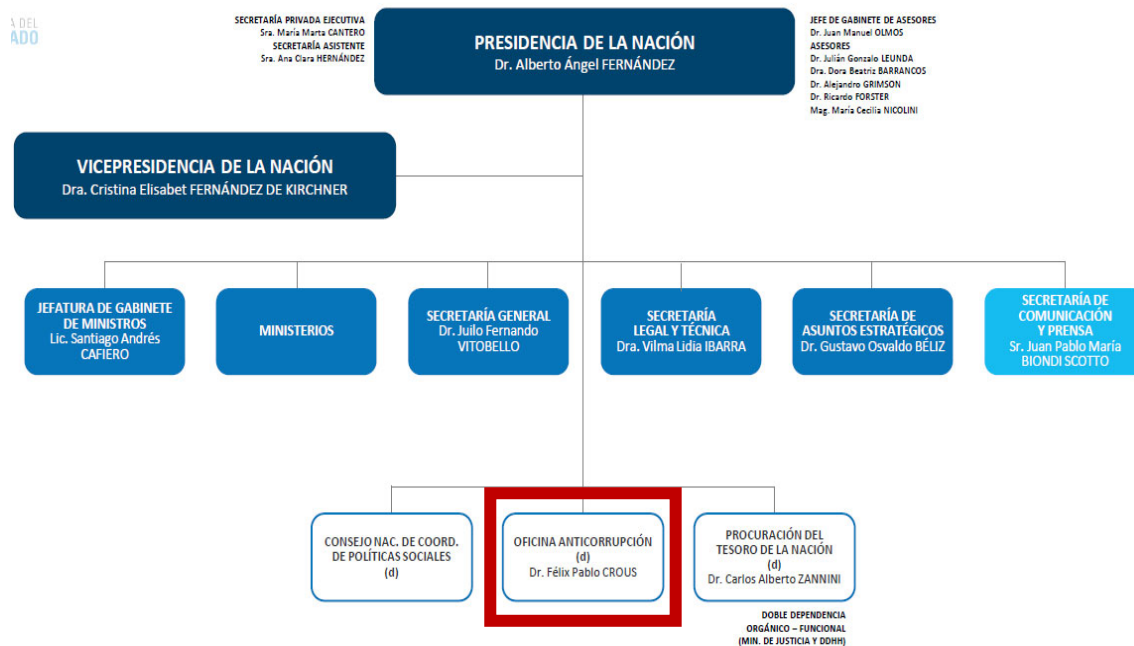 A DEL
ADO
SECRETARÍA PRIVADA EJECUTIVA
Sra. María Marta CANTERO
SECRETARÍA ASISTENTE
Sra. Ana Clara HERNÁNDEZ
PRESIDENCIA DE LA NACIÓN
Dr. Alberto Ángel FERNÁNDEZ
JEFE DE GABINETE DE ASESORES
Dr. Juan Manuel OLMOS
ASESORES
Dr. Julián Gonzalo LEUNDA
Dra. Dora Beatriz BARRANCOS
Dr. Alejandro GRIMSON
Dr. Ricardo FORSTER
Mag. María Cecilia NICOLINI
VICEPRESIDENCIA DE LA NACIÓN
Dra. Cristina Elisabet FERNÁNDEZ DE KIRCHNER
JEFATURA DE GABINETE
DE MINISTROS
Lic. Santiago Andrés
CAFIERO
MINISTERIOS
SECRETARÍA GENERAL
Dr. Juilo Fernando
VITOBELLO
SECRETARÍA
LEGAL Y TÉCNICA
Dra. Vilma Lidia IBARRA
SECRETARÍA DE
ASUNTOS ESTRATÉGICOS
Dr. Gustavo Osvaldo BÉLIZ
SECRETARÍA DE
COMUNICACIÓN
Y PRENSA
Sr. Juan Pablo María
BIONDI SCOTTO
CONSEJO NAC. DE COORD.
DE POLÍTICAS SOCIALES
(d)
OFICINA ANTICORRUPCIÓN
(d)
Dr. Félix Pablo CROUS
PROCURACIÓN DEL
TESORO DE LA NACIÓN
(d)
Dr. Carlos Alberto ZANNINI
DOBLE DEPENDENCIA
ORGÁNICO – FUNCIONAL
(MIN. DE JUSTICIA Y DDHH)